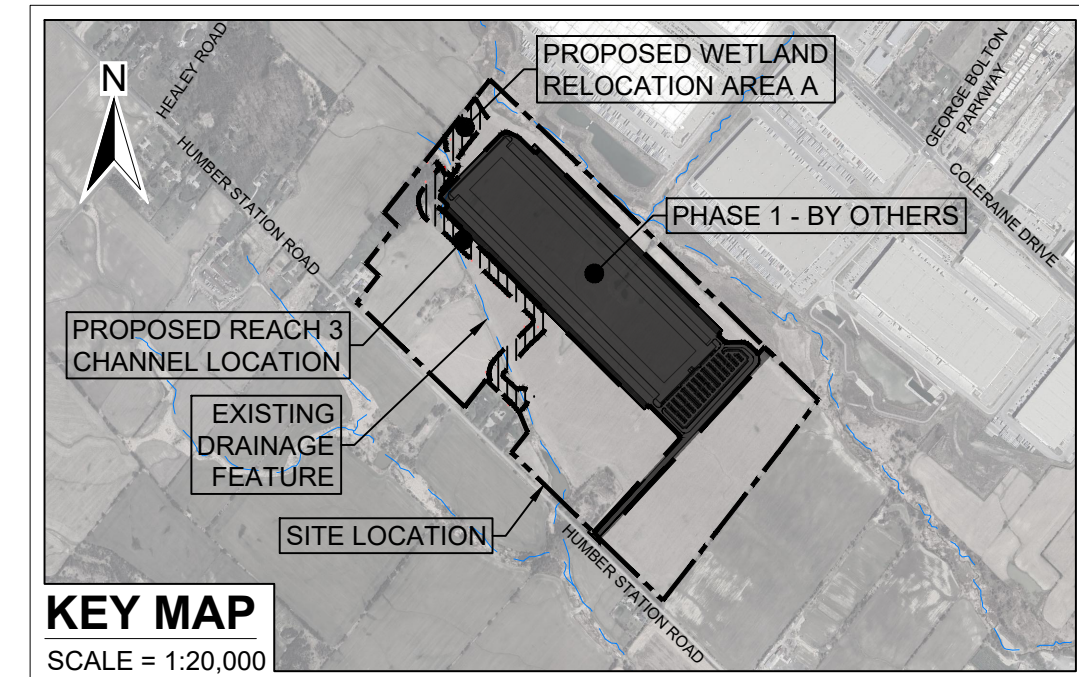 N
HEALEY ROAD
HUMBER STATION ROAD
PROPOSED WETLAND
RELOCATION AREA A
GEORGE BOLTON
PARKWAY
COLERAINE DRIVE
PHASE 1 - BY OTHERS
PROPOSED REACH 3
CHANNEL LOCATION
EXISTING
DRAINAGE
FEATURE
SITE LOCATION
HUMBER STATION ROAD
KEY MAP
SCALE = 1:20,000